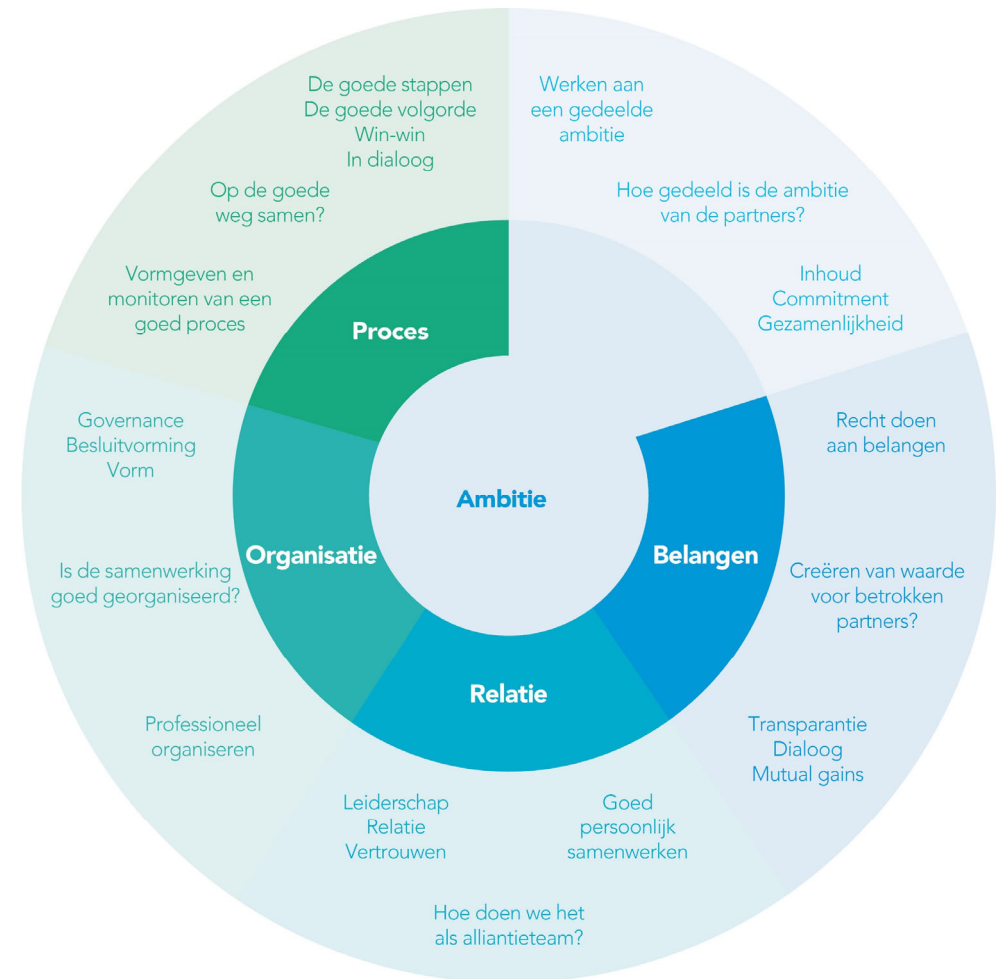 Werken aan
een gedeelde
ambitie
Hoe gedeeld is de ambitie
van de partners?
Inhoud
Commitment
Gezamenlijkheid
Recht doen
aan belangen
Creëren van waarde
voor betrokken
partners?
Transparantie
Dialoog
Mutual gains
Goed
persoonlijk
samenwerken
Hoe doen we het
als alliantieteam?
Leiderschap
Relatie
Vertrouwen
Professioneel
organiseren
Is de samenwerking
goed georganiseerd?
Governance
Besluitvorming
Vorm
Vormgeven en
monitoren van een
goed proces
Op de goede
weg samen?
De goede stappen
De goede volgorde
Win-win
In dialoog
Ambitie
Belangen
Relatie
Organisatie
Proces